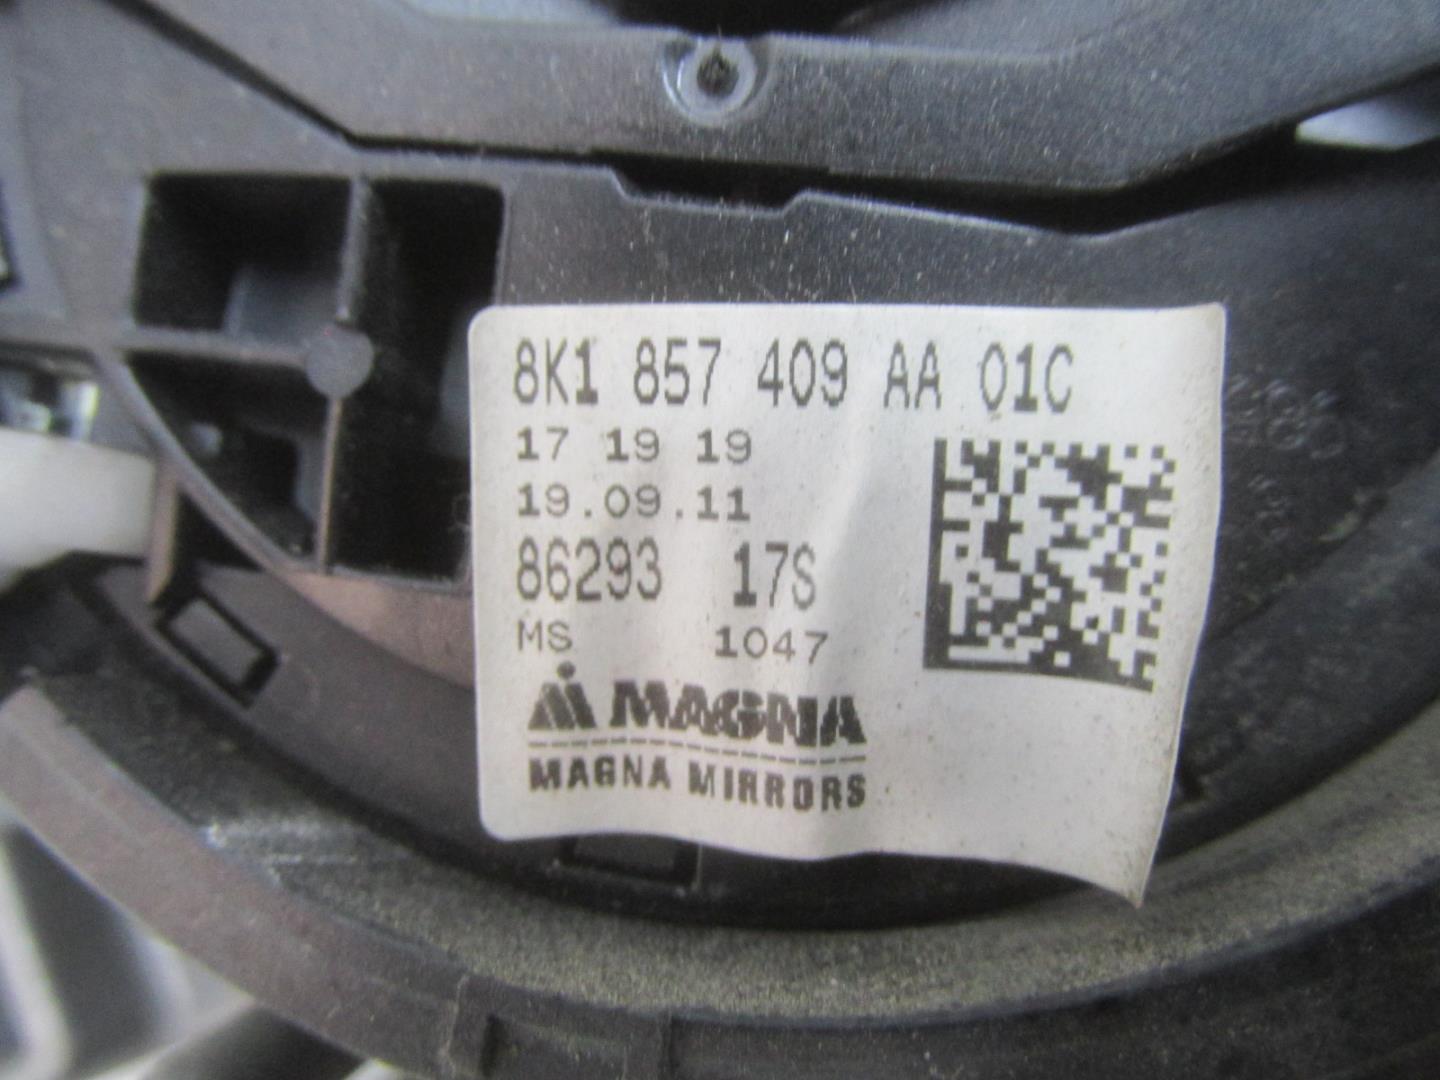 8K1 857 409 AA 01C
17 19 19
19.09.11
86293 17S
MS 1047
MAGNA
MAGNA MIRRORS